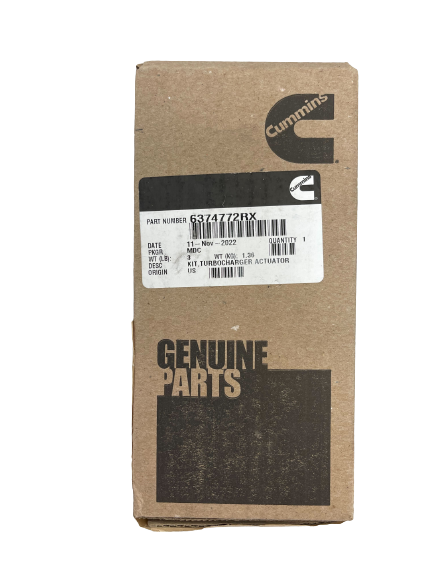 Cummins
Cummins
PART NUMBER 6374772RX
DATE 11-Nov-2022 QUANTITY 1
PKGR MDC
WT (LB): 3 WT (KG): 1.36
DESC KIT,TURBOCHARGER ACTUATOR
ORIGIN US
GENUINE
PARTS